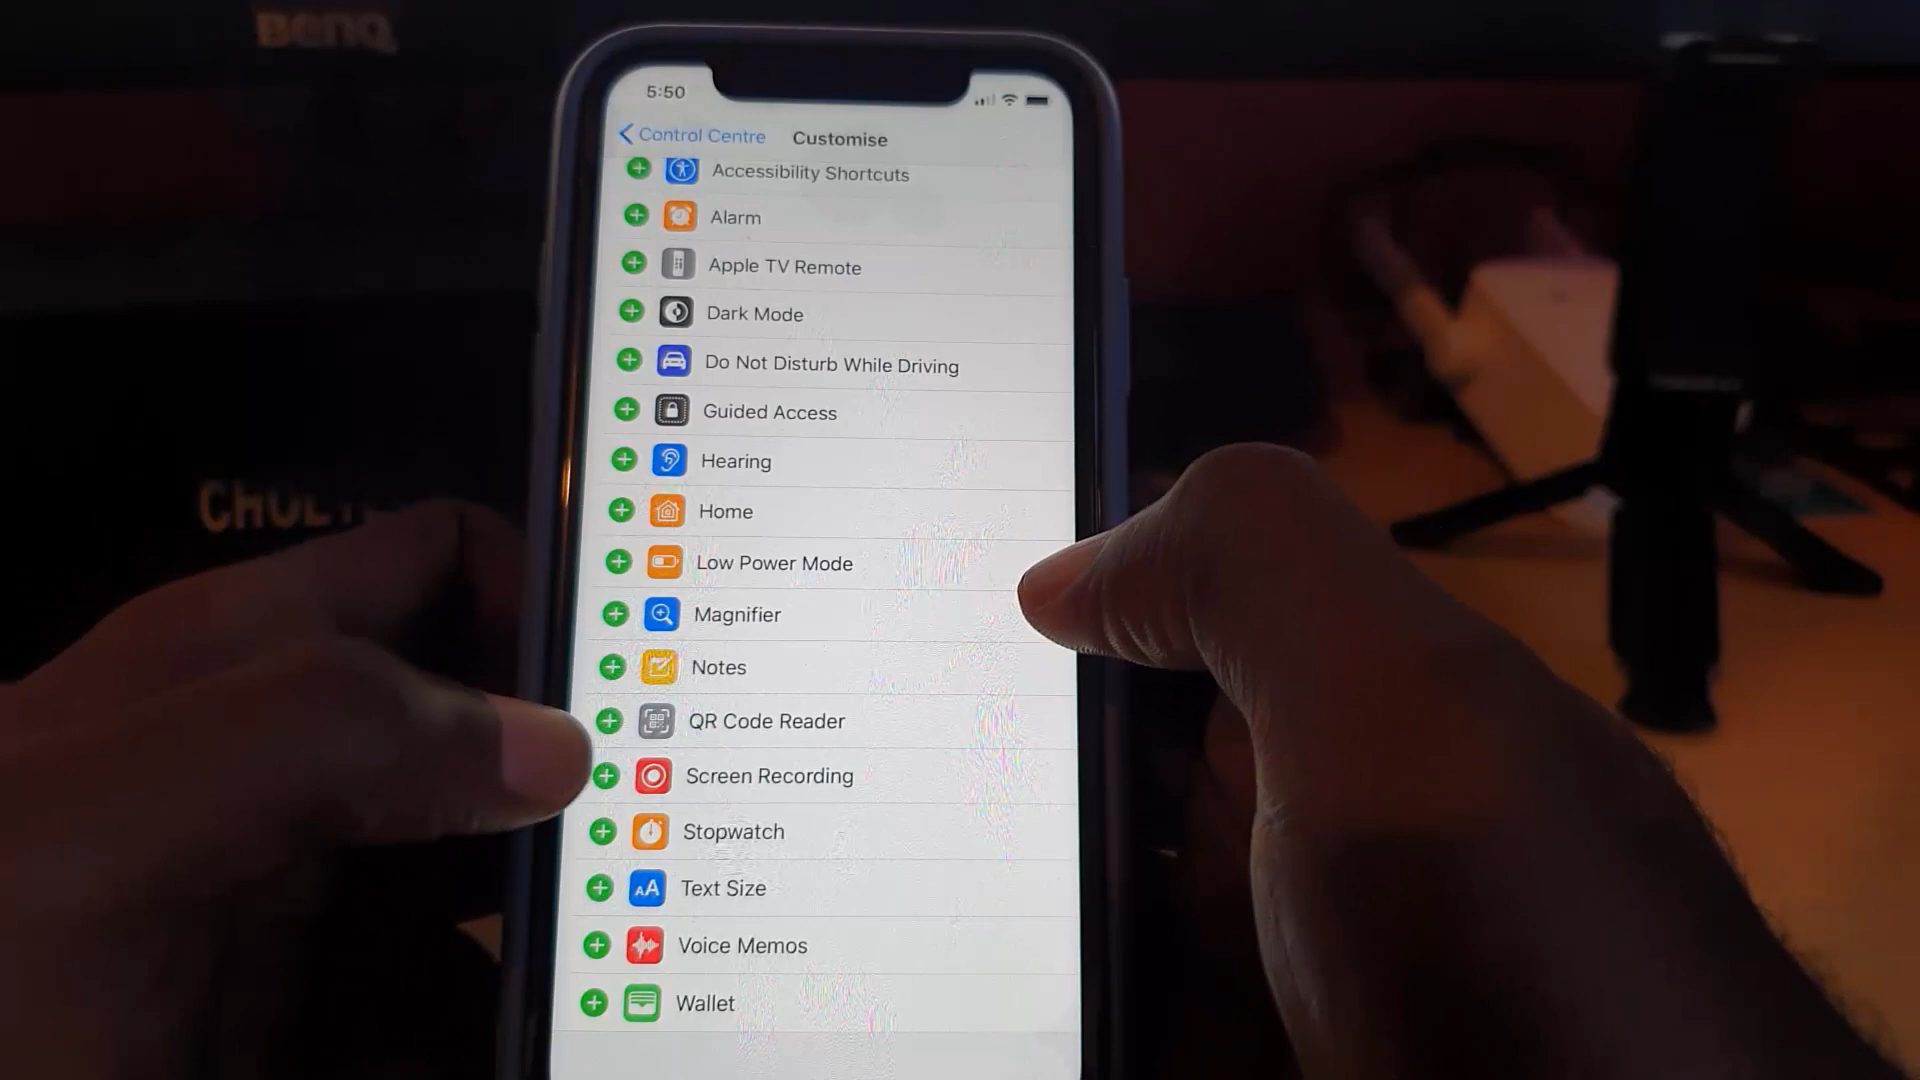 BenQ
5:50
Control Centre
Customise
Accessibility Shortcuts
Alarm
Apple TV Remote
Dark Mode
Do Not Disturb While Driving
Guided Access
Hearing
Home
Low Power Mode
Magnifier
Notes
QR Code Reader
Screen Recording
Stopwatch
AA Text Size
Voice Memos
Wallet